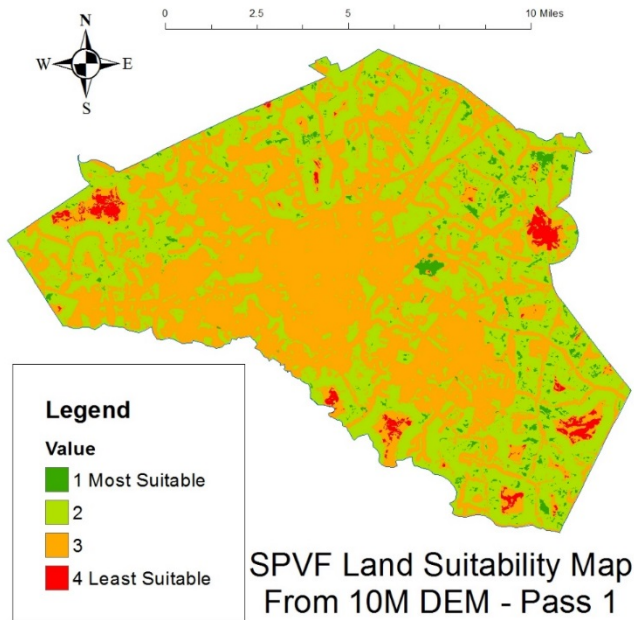 N
W E
S
0 2.5 5 10 Miles
Legend
Value
1 Most Suitable
2
3
4 Least Suitable
SPVF Land Suitability Map
From 10M DEM - Pass 1